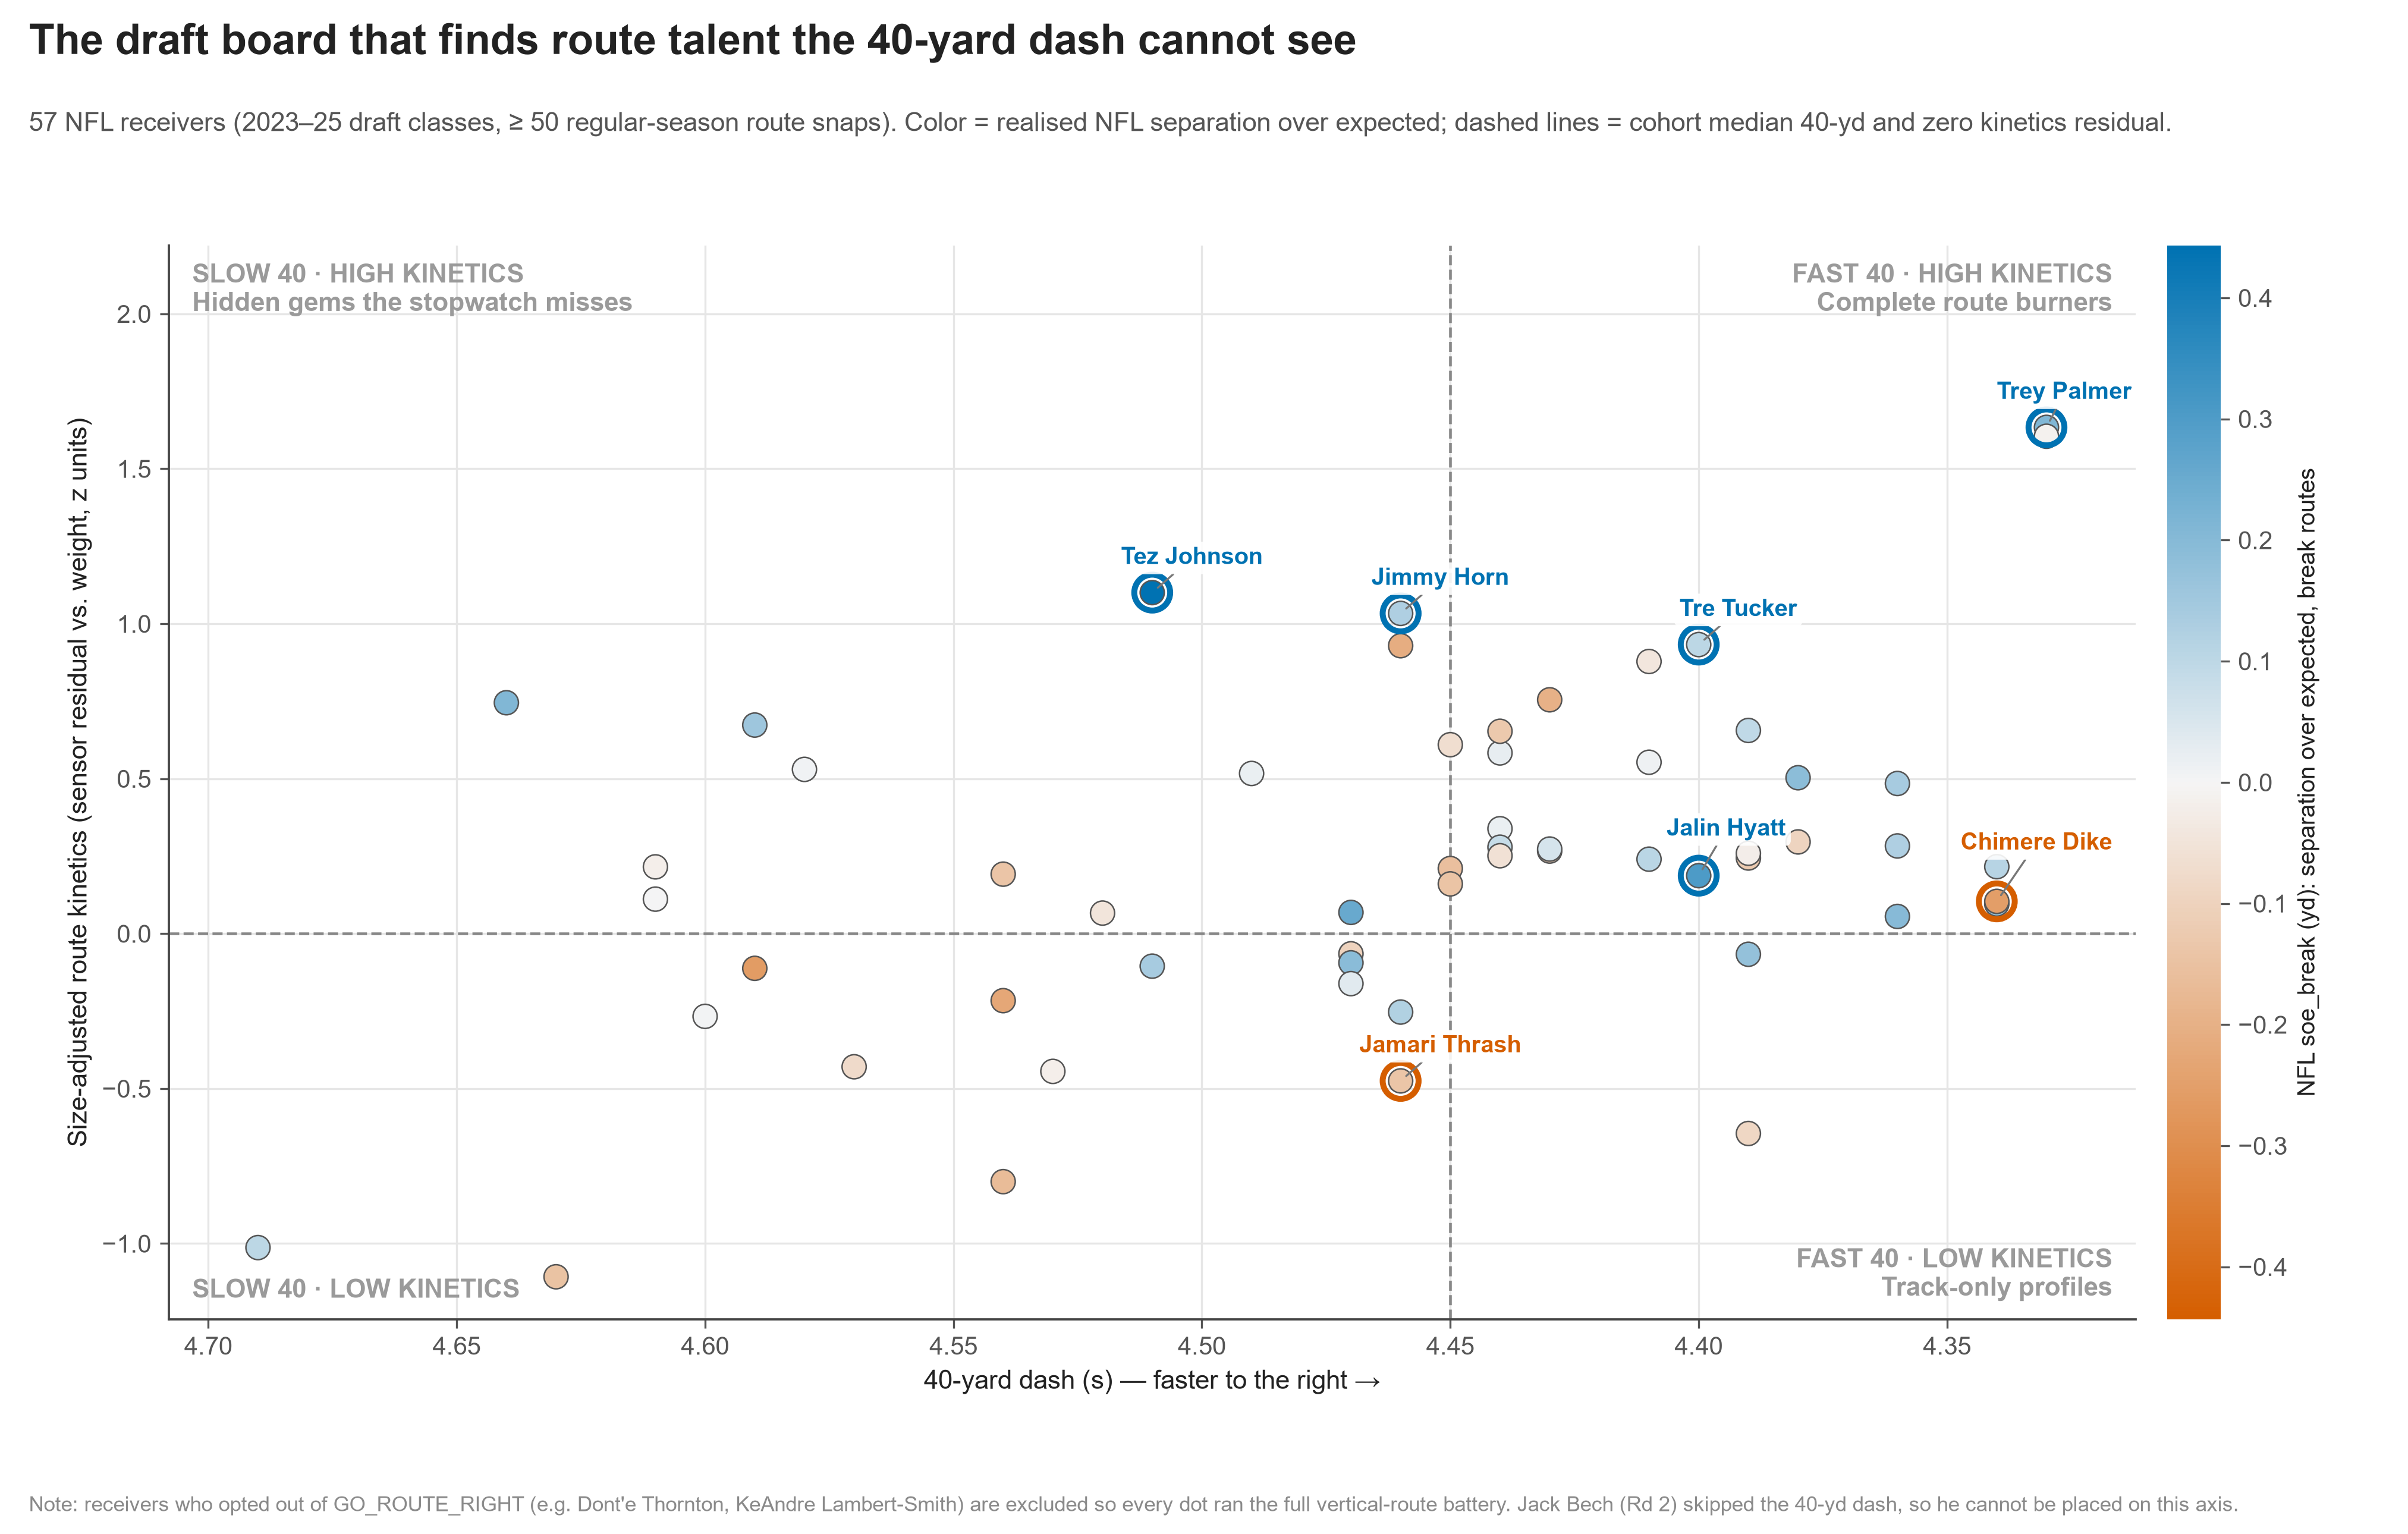 The draft board that finds route talent the 40-yard dash cannot see
57 NFL receivers (2023–25 draft classes, ≥ 50 regular-season route snaps). Color = realised NFL separation over expected; dashed lines = cohort median 40-yd and zero kinetics residual.
SLOW 40 · HIGH KINETICS
Hidden gems the stopwatch misses
FAST 40 · HIGH KINETICS
Complete route burners
Trey Palmer
Tez Johnson
Jimmy Horn
Tre Tucker
Jalin Hyatt
Chimere Dike
Jamari Thrash
SLOW 40 · LOW KINETICS
FAST 40 · LOW KINETICS
Track-only profiles
Size-adjusted route kinetics (sensor residual vs. weight, z units)
2.0
1.5
1.0
0.5
0.0
−0.5
−1.0
4.70
4.65
4.60
4.55
4.50
4.45
4.40
4.35
40-yard dash (s) — faster to the right →
0.4
0.3
0.2
0.1
0.0
−0.1
−0.2
−0.3
−0.4
NFL soe_break (yd): separation over expected, break routes
Note: receivers who opted out of GO_ROUTE_RIGHT (e.g. Dont'e Thornton, KeAndre Lambert-Smith) are excluded so every dot ran the full vertical-route battery. Jack Bech (Rd 2) skipped the 40-yd dash, so he cannot be placed on this axis.